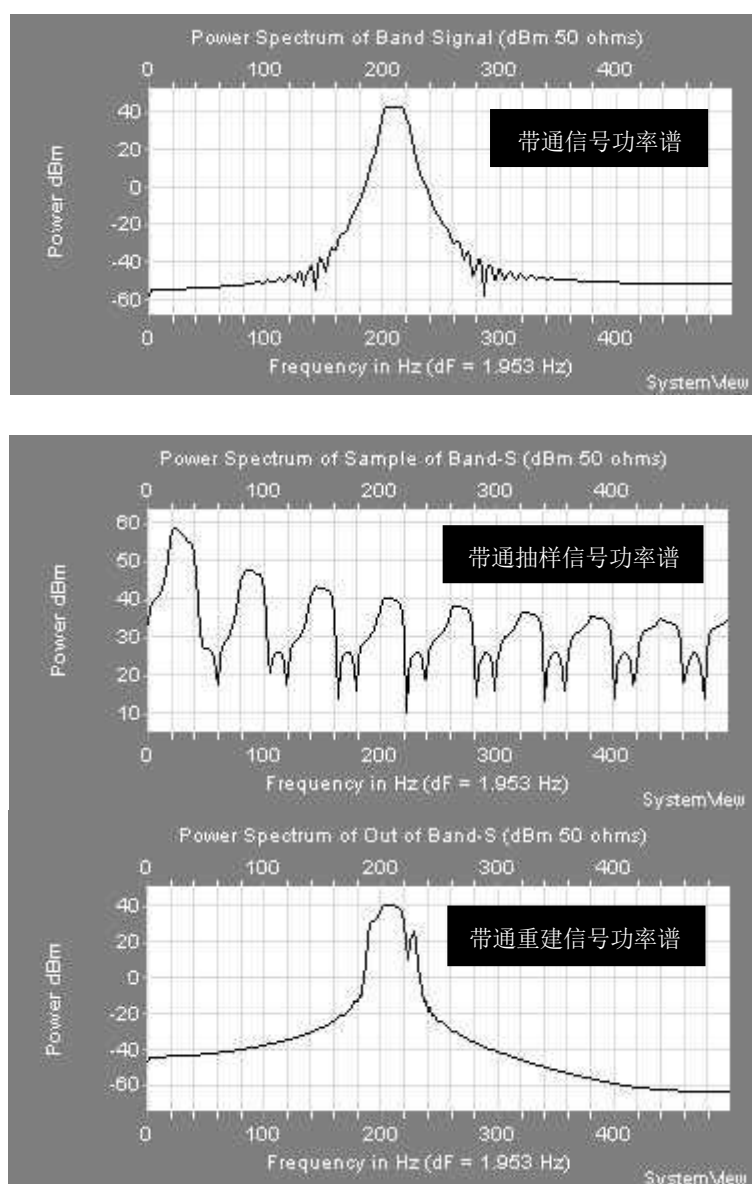 Power Spectrum of Band Signal (dBm 50 ohms)
0 100 200 300 400
40
20
0
-20
-40
-60
Power dBm
带通信号功率谱
0 100 200 300 400
Frequency in Hz (dF = 1.953 Hz)
SystemView
Power Spectrum of Sample of Band-S (dBm 50 ohms)
0 100 200 300 400
60
50
40
30
20
10
Power dBm
带通抽样信号功率谱
0 100 200 300 400
Frequency in Hz (dF = 1.953 Hz)
SystemView
Power Spectrum of Out of Band-S (dBm 50 ohms)
0 100 200 300 400
40
20
0
-20
-40
-60
Power dBm
带通重建信号功率谱
0 100 200 300 400
Frequency in Hz (dF = 1.953 Hz)
SystemView